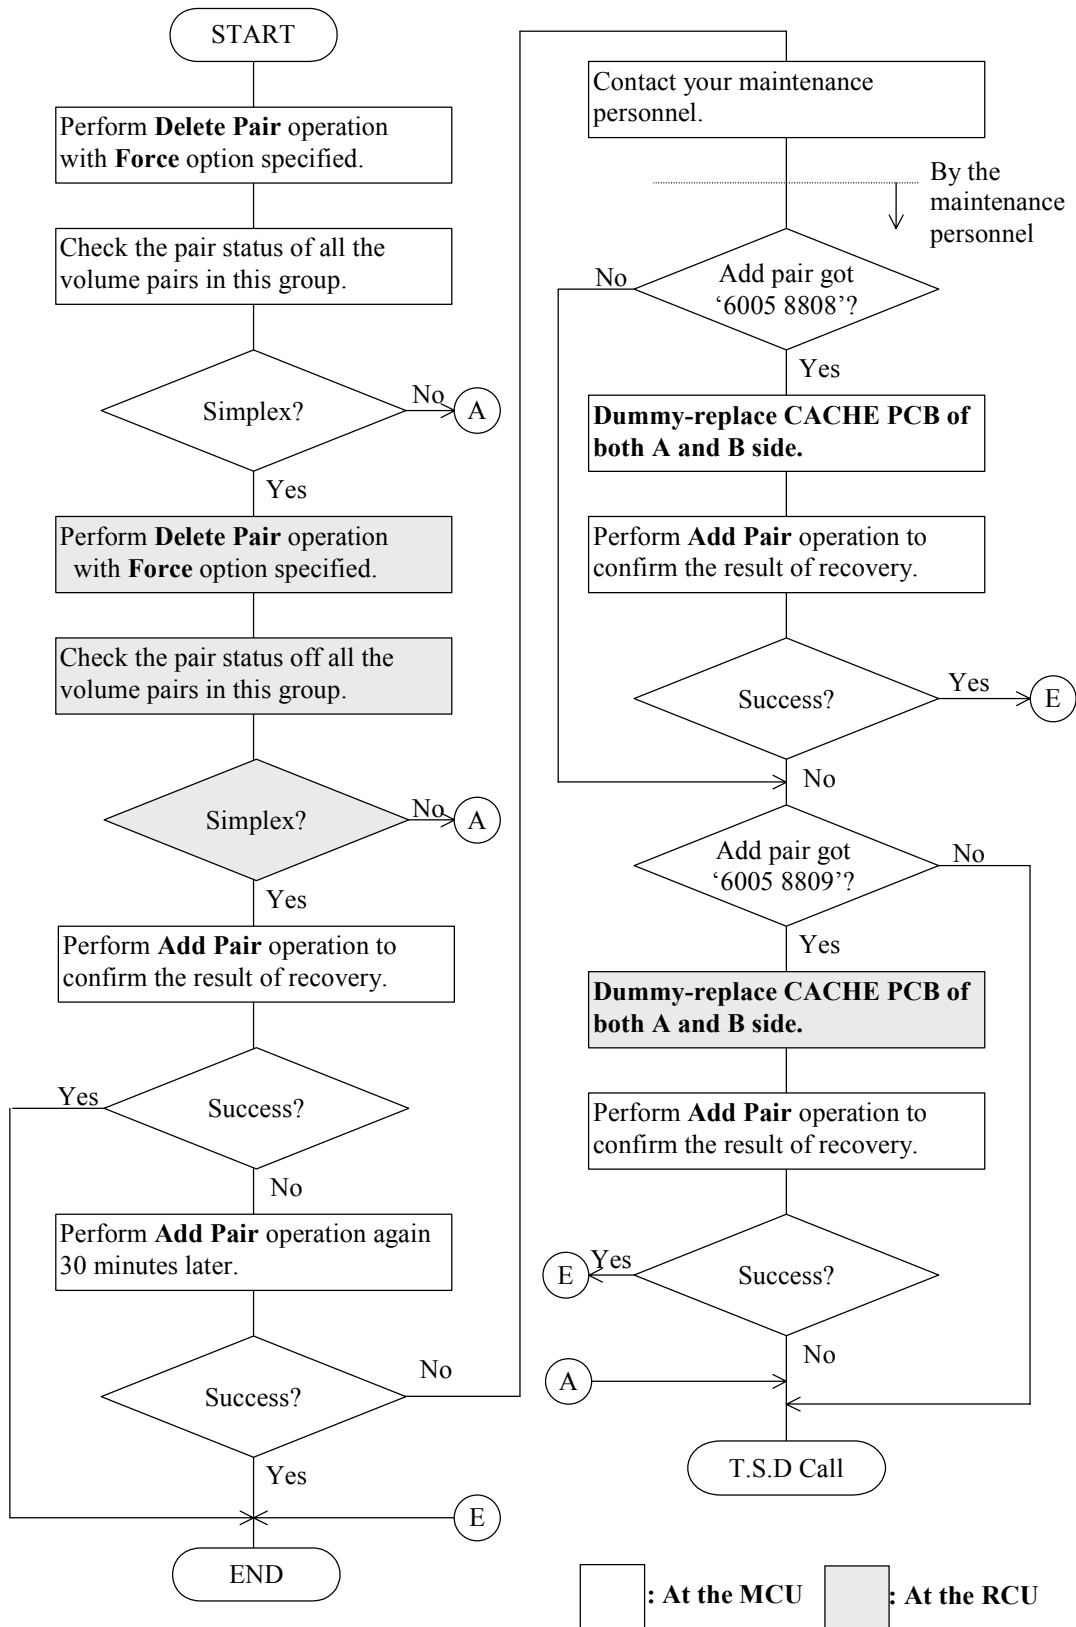 START
Perform Delete Pair operation
with Force option specified.
Check the pair status of all the
volume pairs in this group.
Simplex?
No
A
Yes
Perform Delete Pair operation
with Force option specified.
Check the pair status off all the
volume pairs in this group.
Simplex?
No
A
Yes
Perform Add Pair operation to
confirm the result of recovery.
Yes
Success?
No
Perform Add Pair operation again
30 minutes later.
Success?
No
Yes
E
END
Contact your maintenance
personnel.
By the
maintenance
personnel
No
Add pair got
‘6005 8808’?
Yes
Dummy-replace CACHE PCB of
both A and B side.
Perform Add Pair operation to
confirm the result of recovery.
Success?
Yes
E
No
Add pair got
‘6005 8809’?
No
Yes
Dummy-replace CACHE PCB of
both A and B side.
Perform Add Pair operation to
confirm the result of recovery.
E
Yes
Success?
No
A
T.S.D Call
: At the MCU
: At the RCU